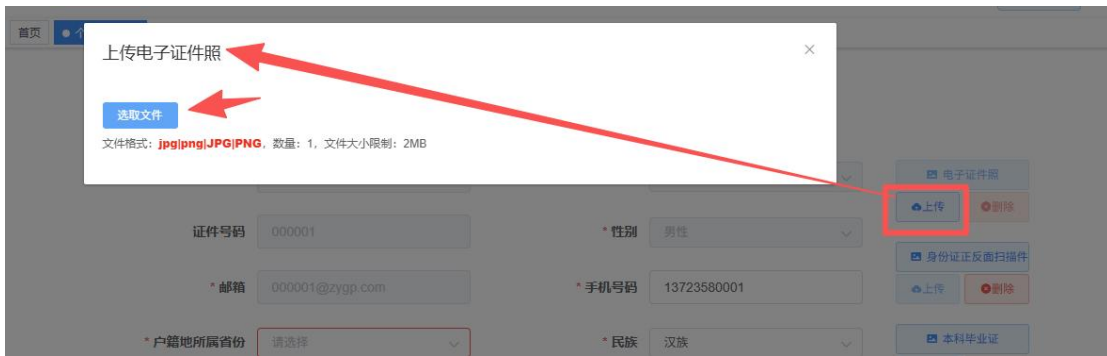 首页
上传电子证件照
选取文件
文件格式：jpg|png|JPG|PNG，数量：1，文件大小限制：2MB
电子证件照
上传 删除
证件号码 000001 *性别 男性
身份证正反面扫描件
*邮箱 000001@zygp.com *手机号码 13723580001 上传 删除
*户籍地所属省份 请选择 *民族 汉族 本科毕业证